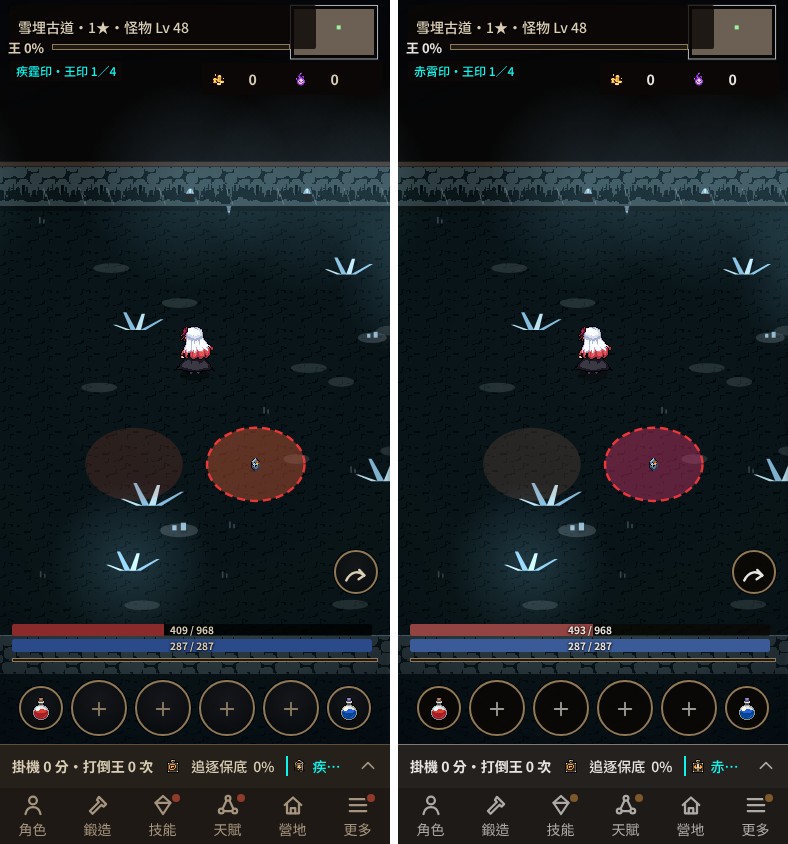 雪埋古道・1★・怪物 Lv 48
王 0%
疾霆印・王印 1／4
0
0
409 / 968
287 / 287
掛機 0 分・打倒王 0 次
追逐保底 0%
疾…
角色
鍛造
技能
天賦
營地
更多
雪埋古道・1★・怪物 Lv 48
王 0%
赤霄印・王印 1／4
0
0
493 / 968
287 / 287
掛機 0 分・打倒王 0 次
追逐保底 0%
赤…
角色
鍛造
技能
天賦
營地
更多